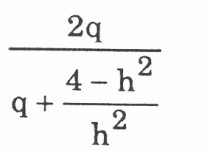 2q
q + 4 – h²
h²